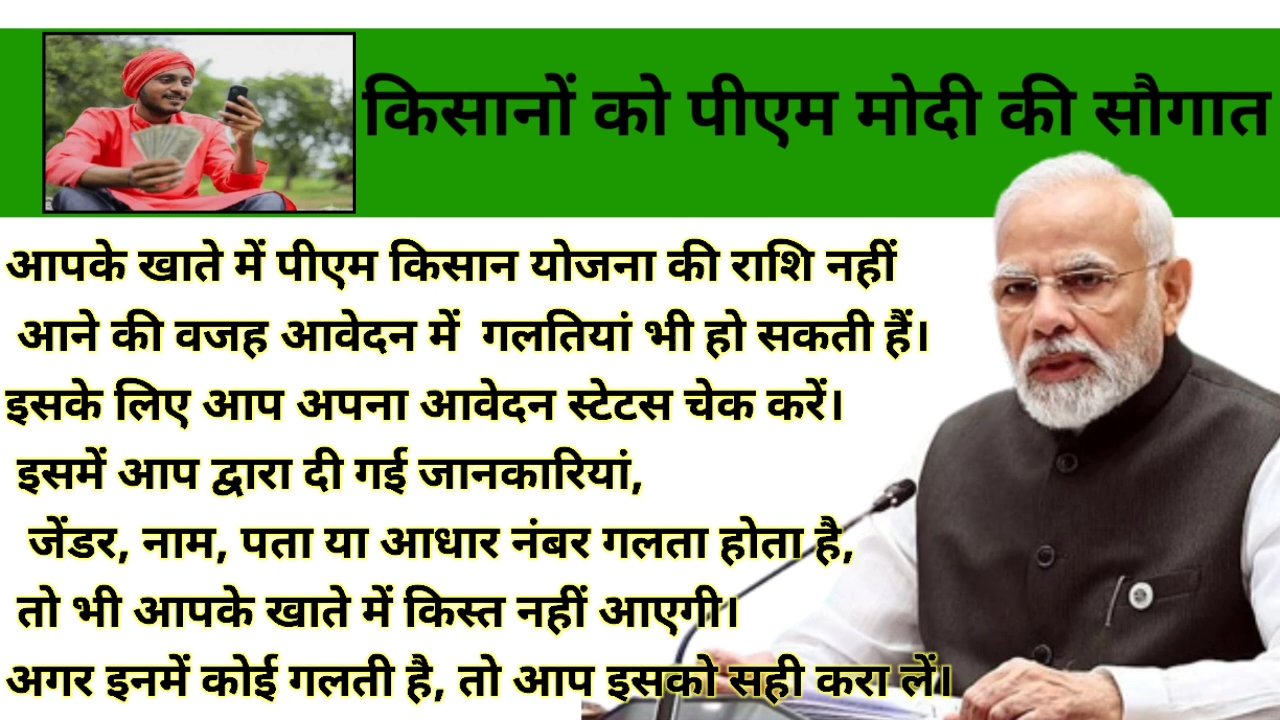 किसानों को पीएम मोदी की सौगात
आपके खाते में पीएम किसान योजना की राशि नहीं
आने की वजह आवेदन में गलतियां भी हो सकती हैं।
इसके लिए आप अपना आवेदन स्टेटस चेक करें।
इसमें आप द्वारा दी गई जानकारियां,
जेंडर, नाम, पता या आधार नंबर गलता होता है,
तो भी आपके खाते में किस्त नहीं आएगी।
अगर इनमें कोई गलती है, तो आप इसको सही करा लें।